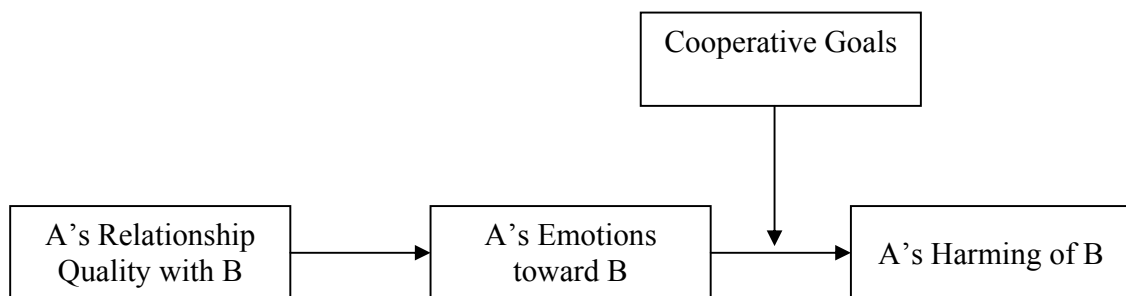 Cooperative Goals
A’s Relationship
Quality with B
A’s Emotions
toward B
A’s Harming of B